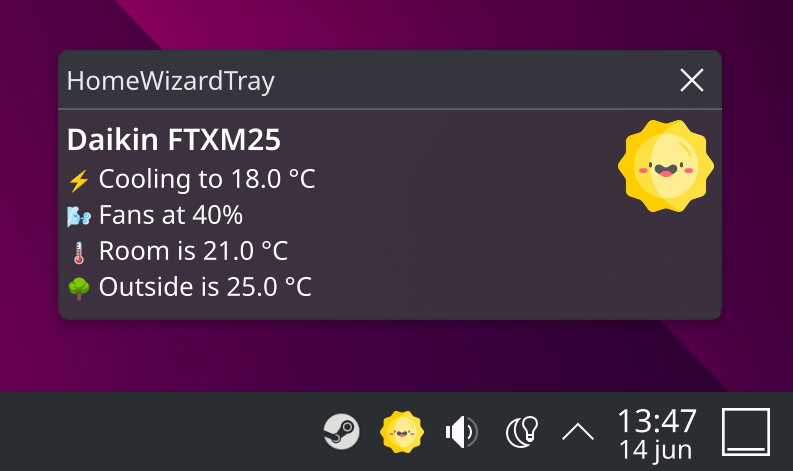 HomeWizardTray
Daikin FTXM25
⚡ Cooling to 18.0 °C
🌬️ Fans at 40%
🌡️ Room is 21.0 °C
🌳 Outside is 25.0 °C
13:47
14 jun